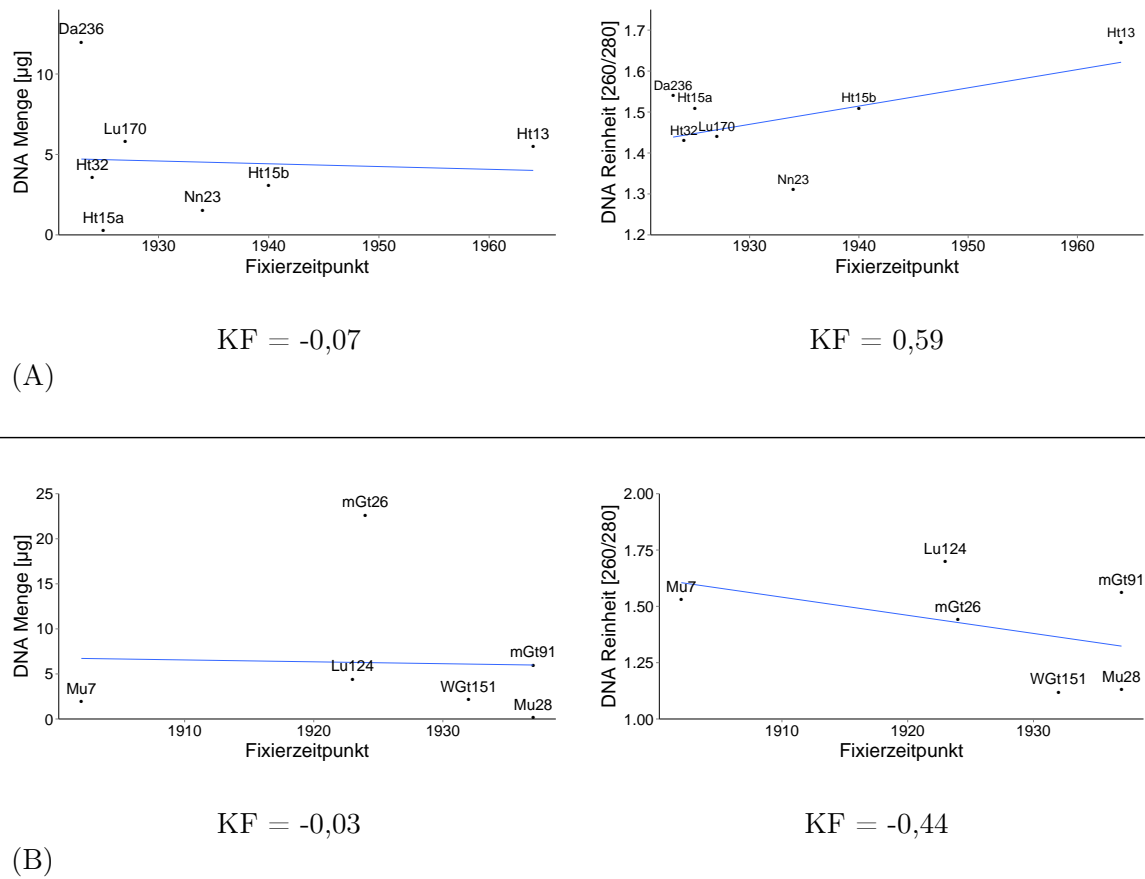 DNA Menge [µg]
10
5
0
Da236
Lu170
Ht32
Ht15a
Nn23
Ht15b
Ht13
1930 1940 1950 1960
Fixierzeitpunkt
KF = -0,07
DNA Reinheit [260/280]
1.7
1.6
1.5
1.4
1.3
1.2
Ht13
Da236
Ht15a
Ht15b
Ht32
Lu170
Nn23
1930 1940 1950 1960
Fixierzeitpunkt
KF = 0,59
(A)
DNA Menge [µg]
25
20
15
10
5
0
mGt26
mGt91
Lu124
Mu7
WGt151
Mu28
1910 1920 1930
Fixierzeitpunkt
KF = -0,03
DNA Reinheit [260/280]
2.00
1.75
1.50
1.25
1.00
Lu124
Mu7
mGt91
mGt26
WGt151
Mu28
1910 1920 1930
Fixierzeitpunkt
KF = -0,44
(B)